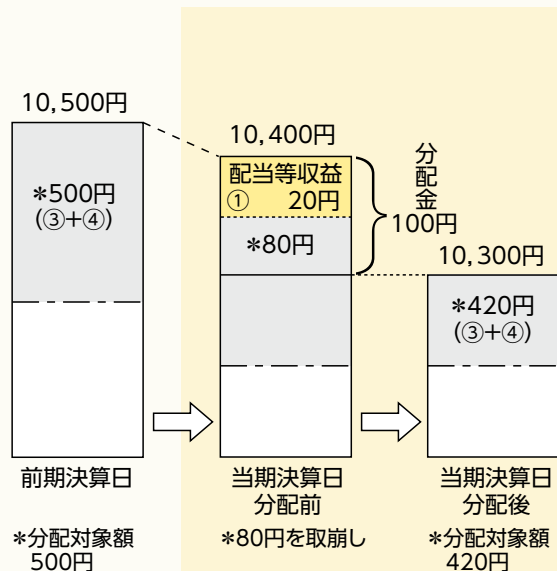 10,500円
*500円
(③+④)
前期決算日
*分配対象額
500円
10,400円
配当等収益
① 20円
*80円
分配金
100円
当期決算日
分配前
*80円を取崩し
10,300円
*420円
(③+④)
当期決算日
分配後
*分配対象額
420円